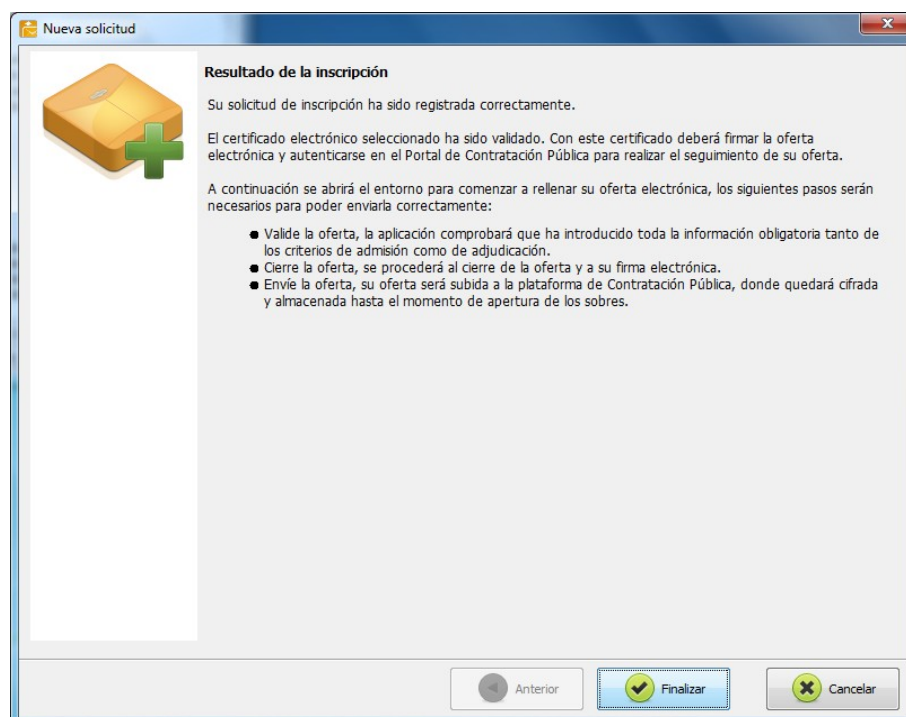 Nueva solicitud
Resultado de la inscripción
Su solicitud de inscripción ha sido registrada correctamente.
El certificado electrónico seleccionado ha sido validado. Con este certificado deberá firmar la oferta
electrónica y autenticarse en el Portal de Contratación Pública para realizar el seguimiento de su oferta.
A continuación se abrirá el entorno para comenzar a rellenar su oferta electrónica, los siguientes pasos serán
necesarios para poder enviarla correctamente:
● Valide la oferta, la aplicación comprobará que ha introducido toda la información obligatoria tanto de
los criterios de admisión como de adjudicación.
● Cierre la oferta, se procederá al cierre de la oferta y a su firma electrónica.
● Envíe la oferta, su oferta será subida a la plataforma de Contratación Pública, donde quedará cifrada
y almacenada hasta el momento de apertura de los sobres.
Anterior
Finalizar
Cancelar